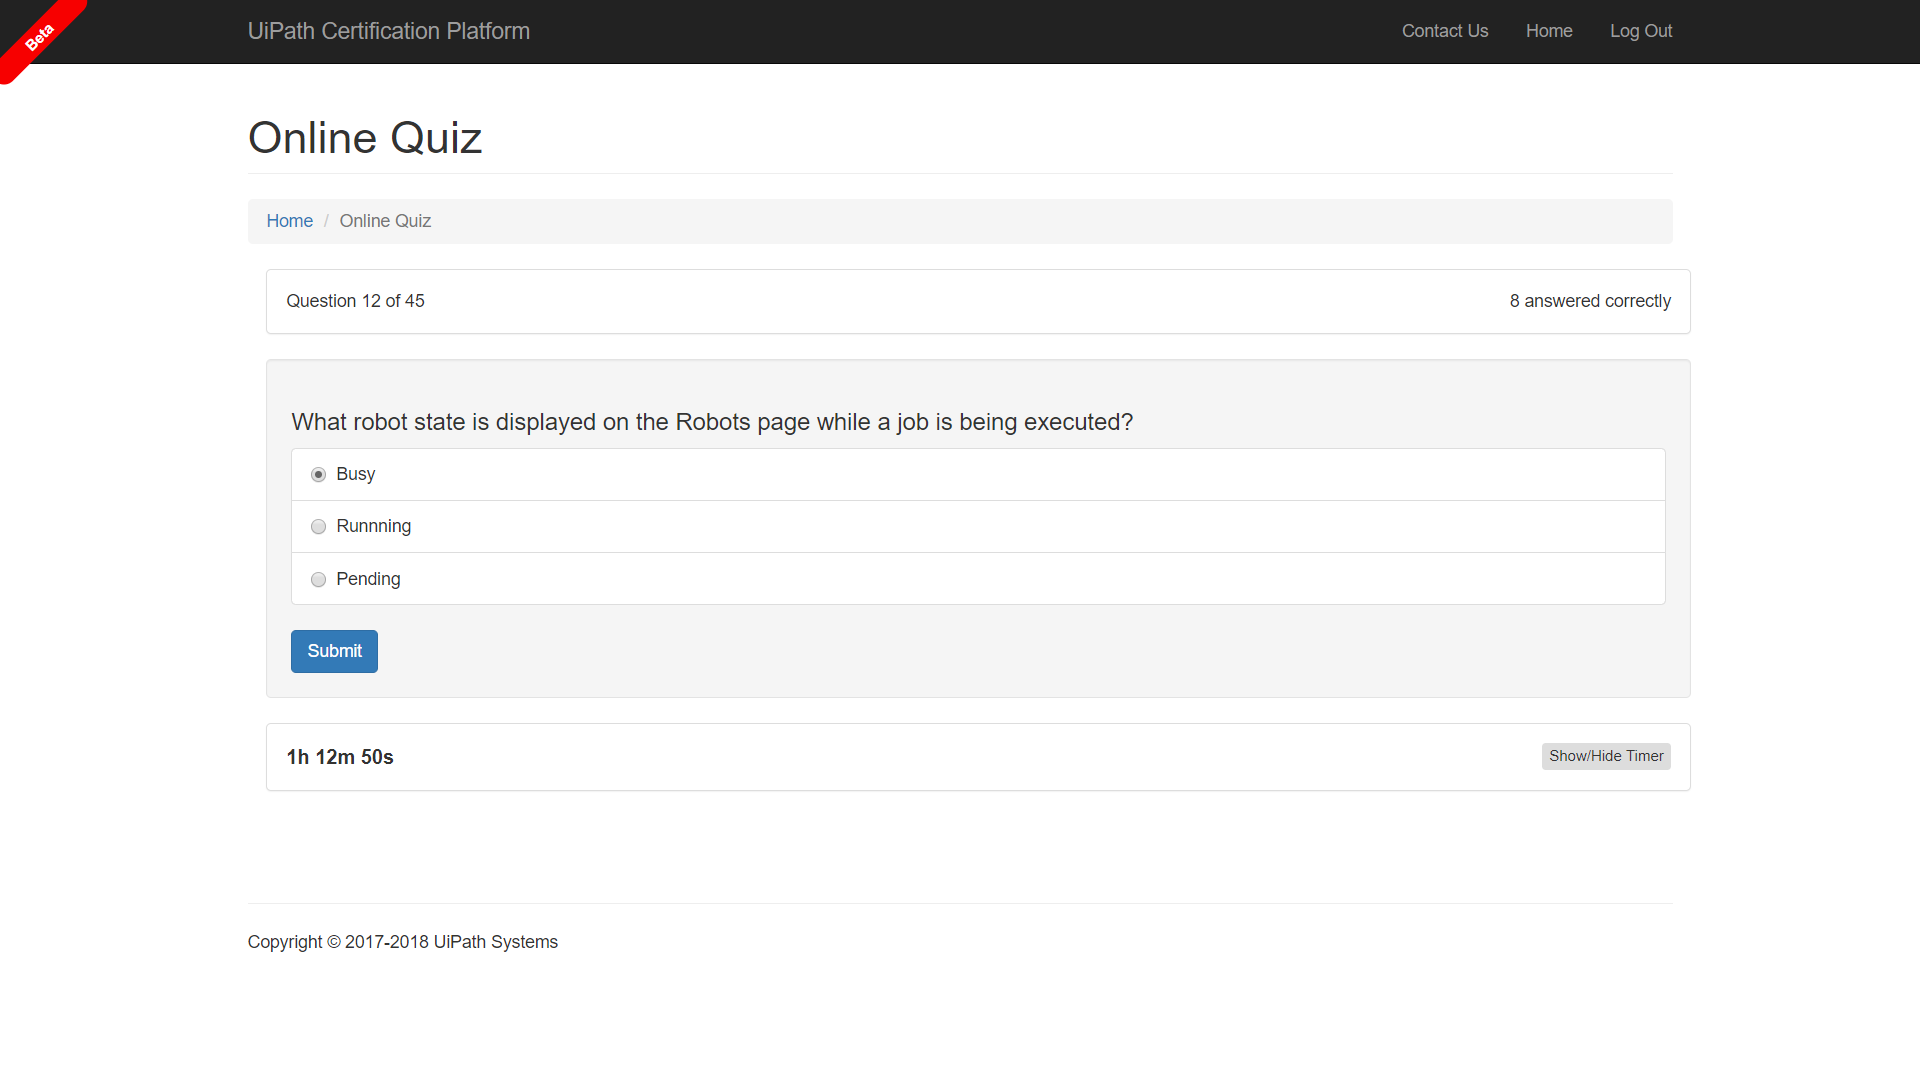 Beta
UiPath Certification Platform
Contact Us
Home
Log Out
Online Quiz
Home / Online Quiz
Question 12 of 45
8 answered correctly
What robot state is displayed on the Robots page while a job is being executed?
Busy
Runnning
Pending
Submit
1h 12m 50s
Show/Hide Timer
Copyright © 2017-2018 UiPath Systems